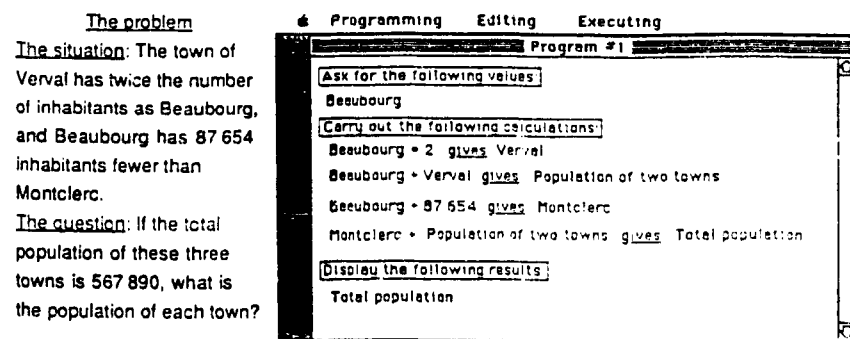 The problem
The situation: The town of
Verval has twice the number
of inhabitants as Beaubourg,
and Beaubourg has 87 654
inhabitants fewer than
Montclerc.
The question: If the total
population of these three
towns is 567 890, what is
the population of each town?
Programming Editing Executing
Program #1
Ask for the following values:
Beaubourg
Carry out the following calculations:
Beaubourg * 2 gives Verval
Beaubourg + Verval gives Population of two towns
Beaubourg + 87 654 gives Montclerc
Montclerc + Population of two towns gives Total population
Display the following results:
Total population